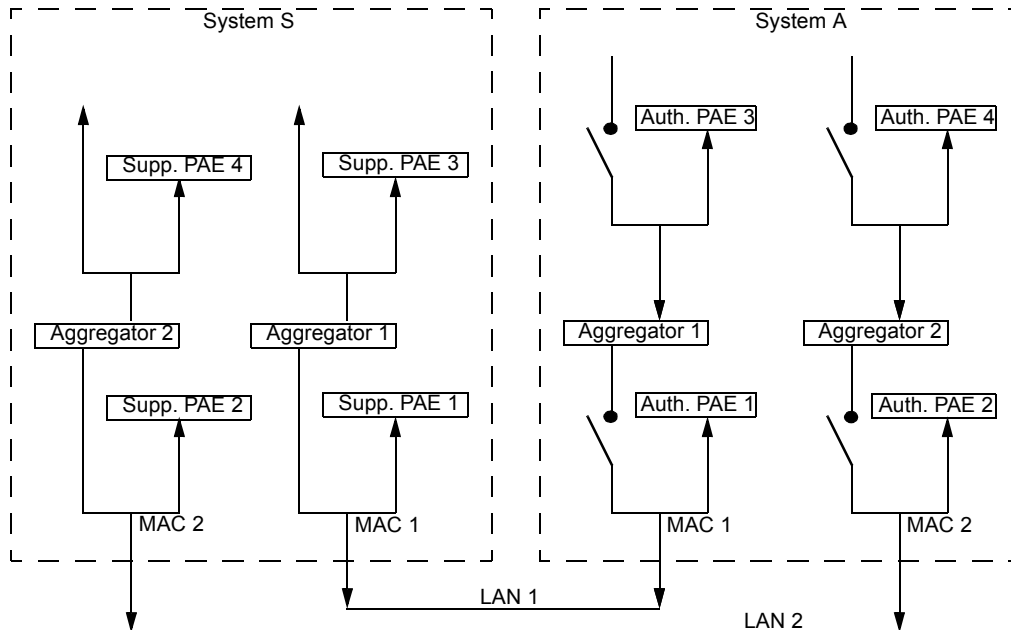 System S
System A
Auth. PAE 3
Auth. PAE 4
Supp. PAE 4
Supp. PAE 3
Aggregator 2
Aggregator 1
Aggregator 1
Aggregator 2
Supp. PAE 2
Supp. PAE 1
Auth. PAE 1
Auth. PAE 2
MAC 2
MAC 1
MAC 1
MAC 2
LAN 1
LAN 2